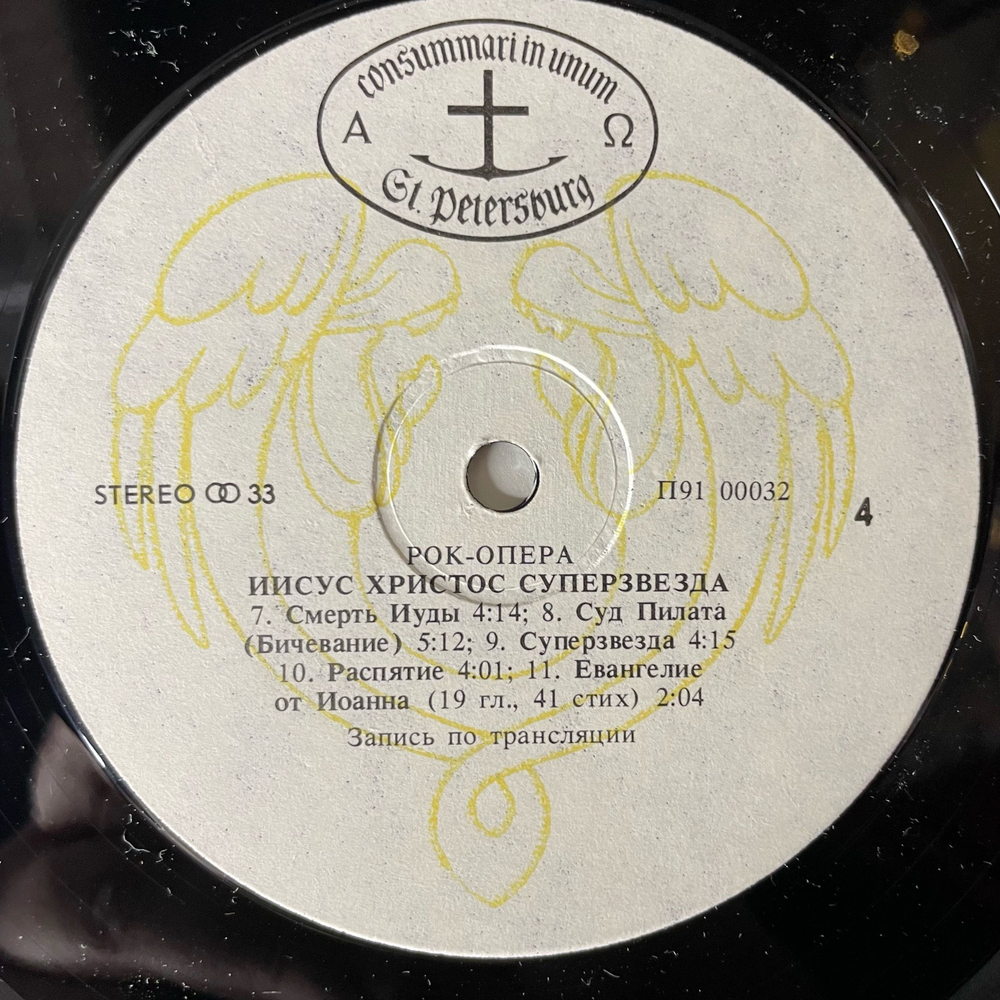 consummari in unum
Α Ω
St. Petersburg
STEREO 33 П91 00032 4
РОК-ОПЕРА
ИИСУС ХРИСТОС СУПЕРЗВЕЗДА
7. Смерть Иуды 4:14; 8. Суд Пилата
(Бичевание) 5:12; 9. Суперзвезда 4:15
10. Распятие 4:01; 11. Евангелие
от Иоанна (19 гл., 41 стих) 2:04
Запись по трансляции